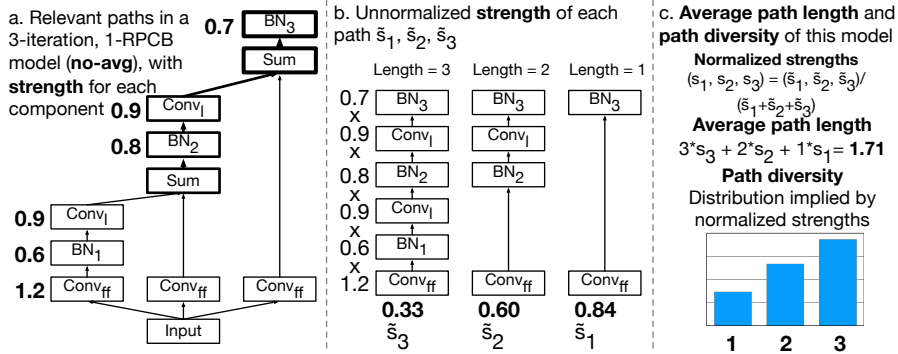 a. Relevant paths in a
3-iteration, 1-RPCB
model (no-avg), with
strength for each
component
0.7 BN3
Sum
0.9 ConvI
0.8 BN2
Sum
0.9 ConvI
0.6 BN1
1.2 Convff Convff Convff
Input
b. Unnormalized strength of each
path s̃1, s̃2, s̃3
Length = 3 Length = 2 Length = 1
0.7 BN3 BN3 BN3
x
0.9 ConvI ConvI
x
0.8 BN2 BN2
x
0.9 ConvI
x
0.6 BN1
x
1.2 Convff Convff Convff
0.33 0.60 0.84
s̃3 s̃2 s̃1
c. Average path length and
path diversity of this model
Normalized strengths
(s1, s2, s3) = (s̃1, s̃2, s̃3)/
(s̃1+s̃2+s̃3)
Average path length
3*s3 + 2*s2 + 1*s1= 1.71
Path diversity
Distribution implied by
normalized strengths
1 2 3